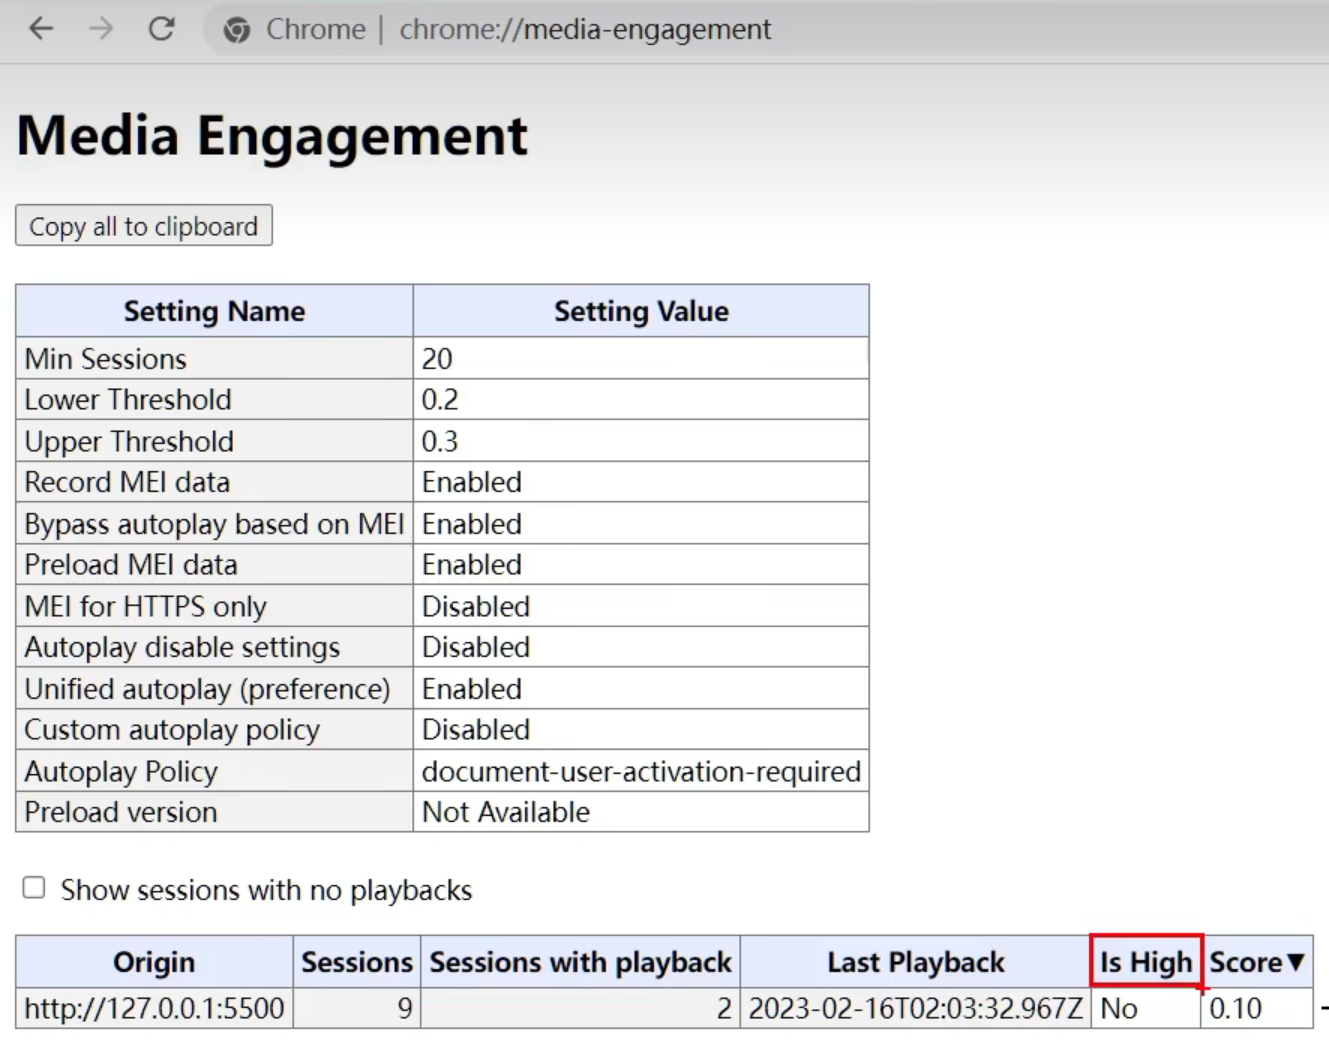 Chrome | chrome://media-engagement
Media Engagement
Copy all to clipboard
Setting Name Setting Value
Min Sessions 20
Lower Threshold 0.2
Upper Threshold 0.3
Record MEI data Enabled
Bypass autoplay based on MEI Enabled
Preload MEI data Enabled
MEI for HTTPS only Disabled
Autoplay disable settings Disabled
Unified autoplay (preference) Enabled
Custom autoplay policy Disabled
Autoplay Policy document-user-activation-required
Preload version Not Available
Show sessions with no playbacks
Origin Sessions Sessions with playback Last Playback Is High Score▼
http://127.0.0.1:5500 9 2 2023-02-16T02:03:32.967Z No 0.10